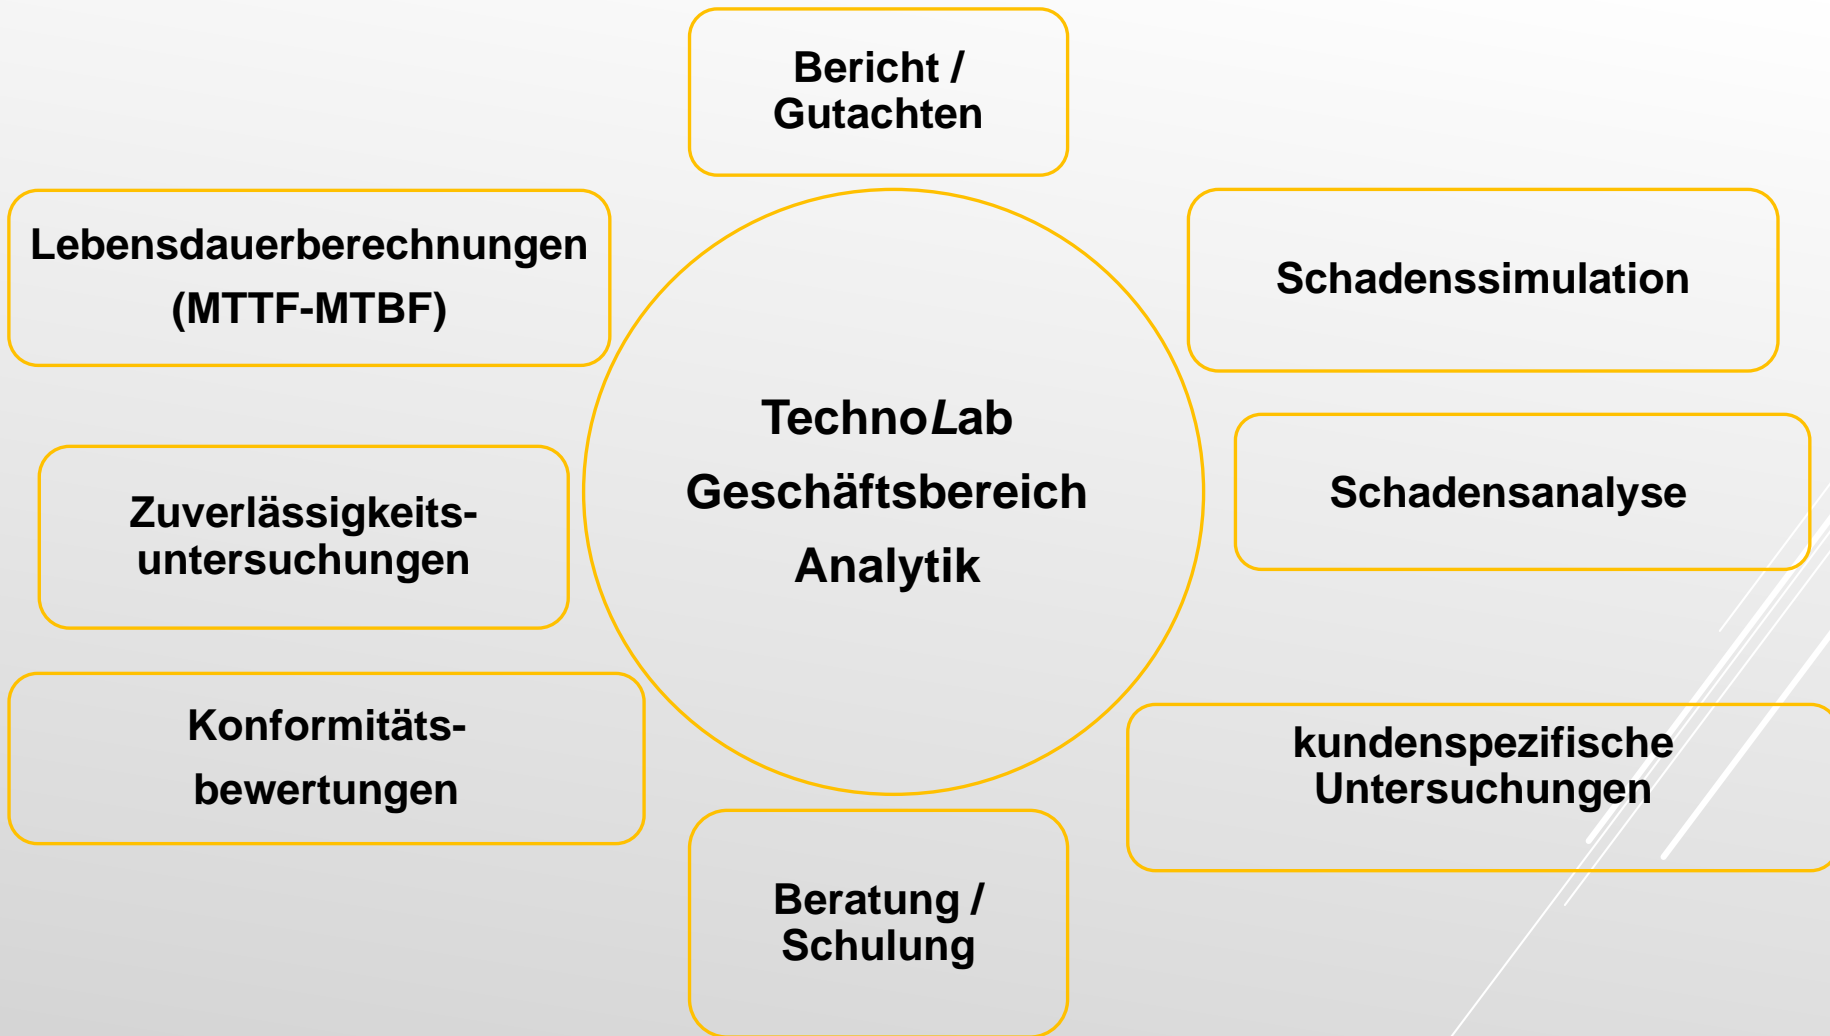 Bericht /
Gutachten
Lebensdauerberechnungen
(MTTF-MTBF)
Schadenssimulation
TechnoLab
Geschäftsbereich
Analytik
Zuverlässigkeits-
untersuchungen
Schadensanalyse
Konformitäts-
bewertungen
kundenspezifische
Untersuchungen
Beratung /
Schulung